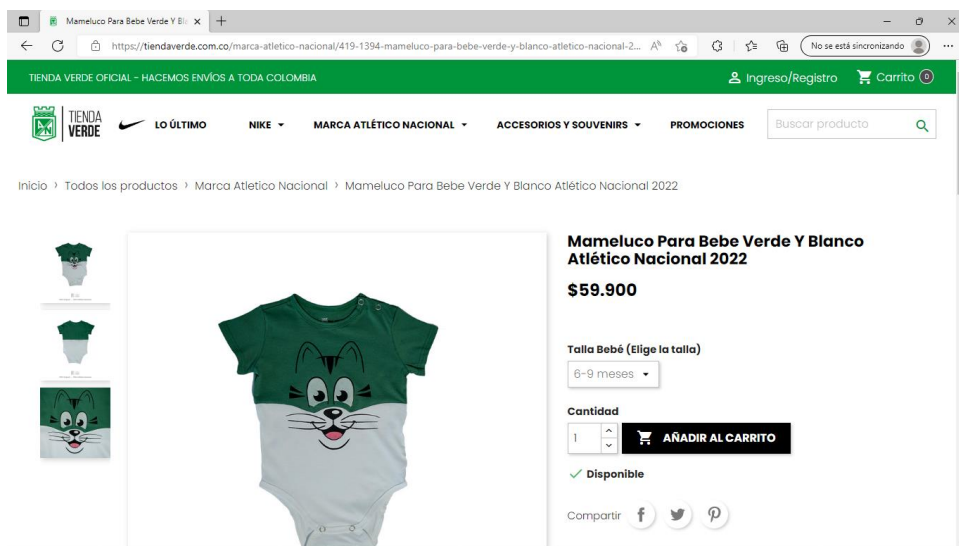 Mameluco Para Bebe Verde Y Bl
https://tiendaverde.com.co/marca-atletico-nacional/419-1394-mameluco-para-bebe-verde-y-blanco-atletico-nacional-2...
No se está sincronizando
TIENDA VERDE OFICIAL - HACEMOS ENVÍOS A TODA COLOMBIA
Ingreso/Registro
Carrito 0
TIENDA
VERDE
LO ÚLTIMO
NIKE
MARCA ATLÉTICO NACIONAL
ACCESORIOS Y SOUVENIRS
PROMOCIONES
Buscar producto
Inicio > Todos los productos > Marca Atletico Nacional > Mameluco Para Bebe Verde Y Blanco Atlético Nacional 2022
Mameluco Para Bebe Verde Y Blanco
Atlético Nacional 2022
$59.900
Talla Bebé (Elige la talla)
6-9 meses
Cantidad
1
AÑADIR AL CARRITO
Disponible
Compartir